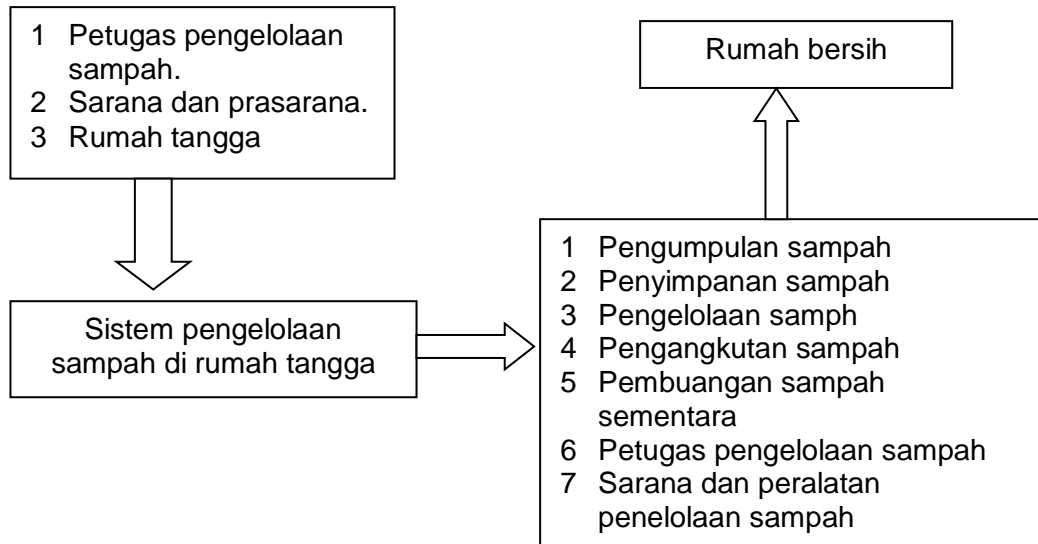 1 Petugas pengelolaan
sampah.
2 Sarana dan prasarana.
3 Rumah tangga
Sistem pengelolaan
sampah di rumah tangga
1 Pengumpulan sampah
2 Penyimpanan sampah
3 Pengelolaan samph
4 Pengangkutan sampah
5 Pembuangan sampah
sementara
6 Petugas pengelolaan sampah
7 Sarana dan peralatan
penelolaan sampah
Rumah bersih